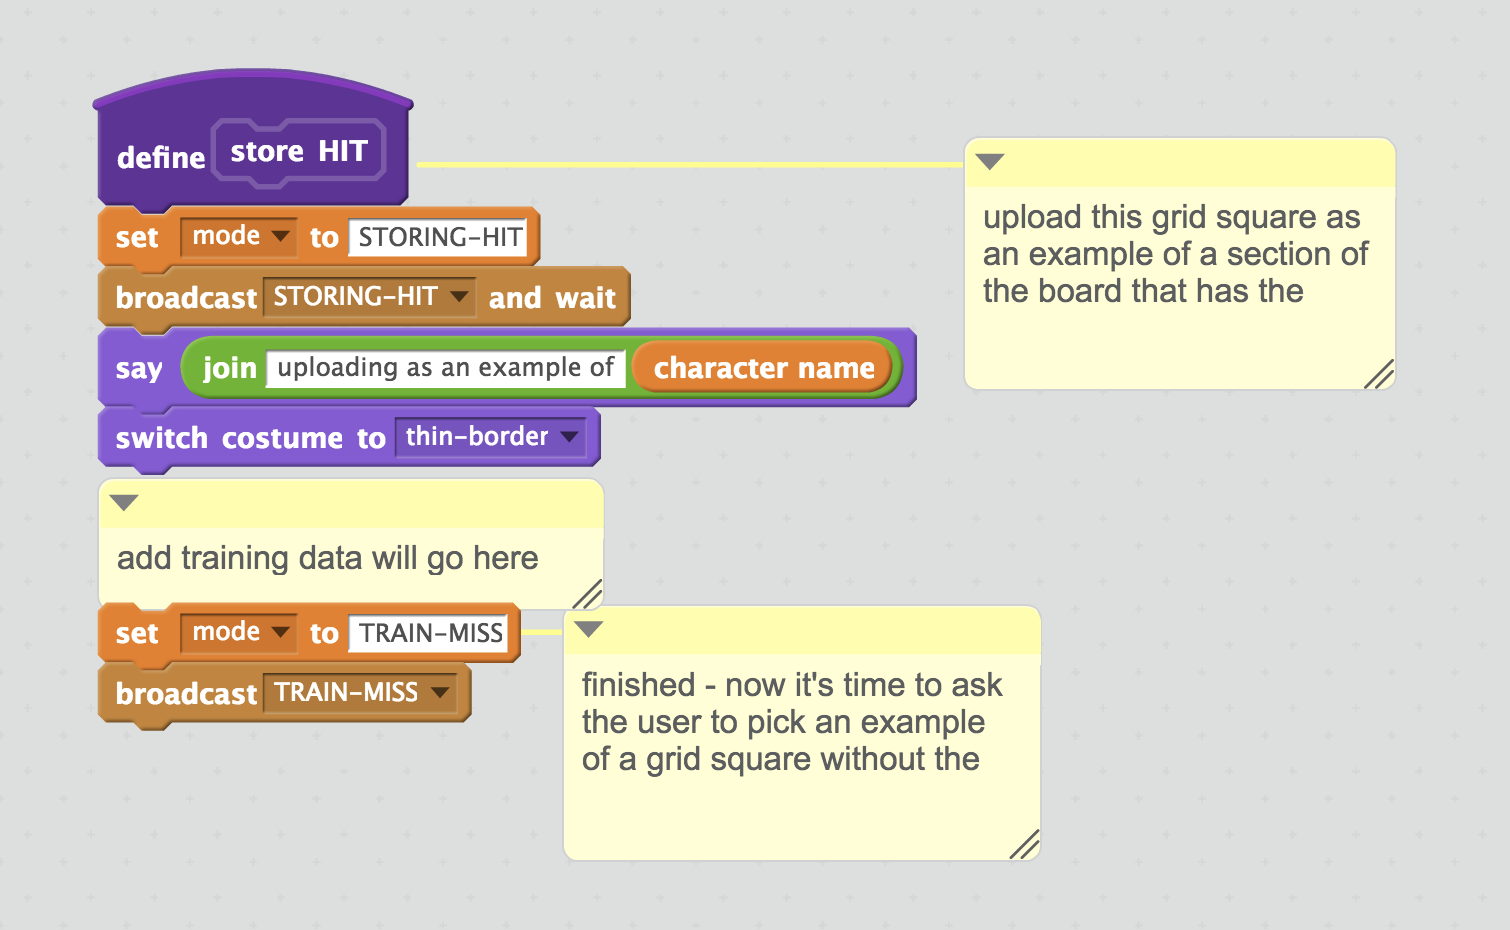 define store HIT
set mode to STORING-HIT
broadcast STORING-HIT and wait
say join uploading as an example of character name
switch costume to thin-border
upload this grid square as
an example of a section of
the board that has the
add training data will go here
set mode to TRAIN-MISS
broadcast TRAIN-MISS
finished - now it's time to ask
the user to pick an example
of a grid square without the